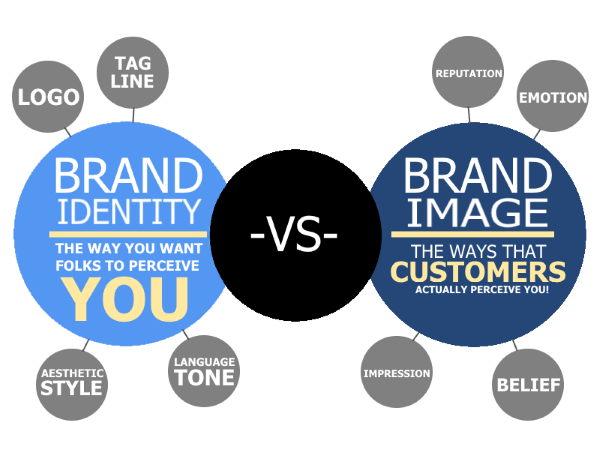 LOGO
TAG
LINE
BRAND
IDENTITY
THE WAY YOU WANT
FOLKS TO PERCEIVE
YOU
AESTHETIC
STYLE
LANGUAGE
TONE
-VS-
REPUTATION
EMOTION
BRAND
IMAGE
THE WAYS THAT
CUSTOMERS
ACTUALLY PERCEIVE YOU!
IMPRESSION
BELIEF